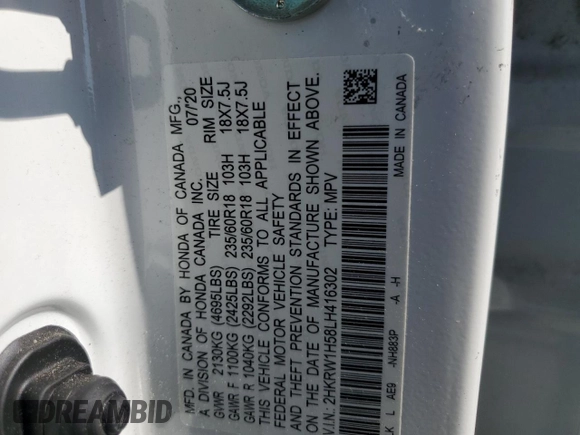 MFD. IN CANADA BY HONDA OF CANADA MFG.,
A DIVISION OF HONDA CANADA INC. 07/20
GVWR 2130KG (4695LBS) TIRE SIZE RIM SIZE
GAWR F 1100KG (2425LBS) 235/60R18 103H 18X7.5J
GAWR R 1040KG (2292LBS) 235/60R18 103H 18X7.5J
THIS VEHICLE CONFORMS TO ALL APPLICABLE
FEDERAL MOTOR VEHICLE SAFETY
AND THEFT PREVENTION STANDARDS IN EFFECT
ON THE DATE OF MANUFACTURE SHOWN ABOVE.
V.I.N.: 2HKRW1H58LH416302 TYPE: MPV
LK L AE9 -NH883P -A -H
MADE IN CANADA
STATEDREAMBID